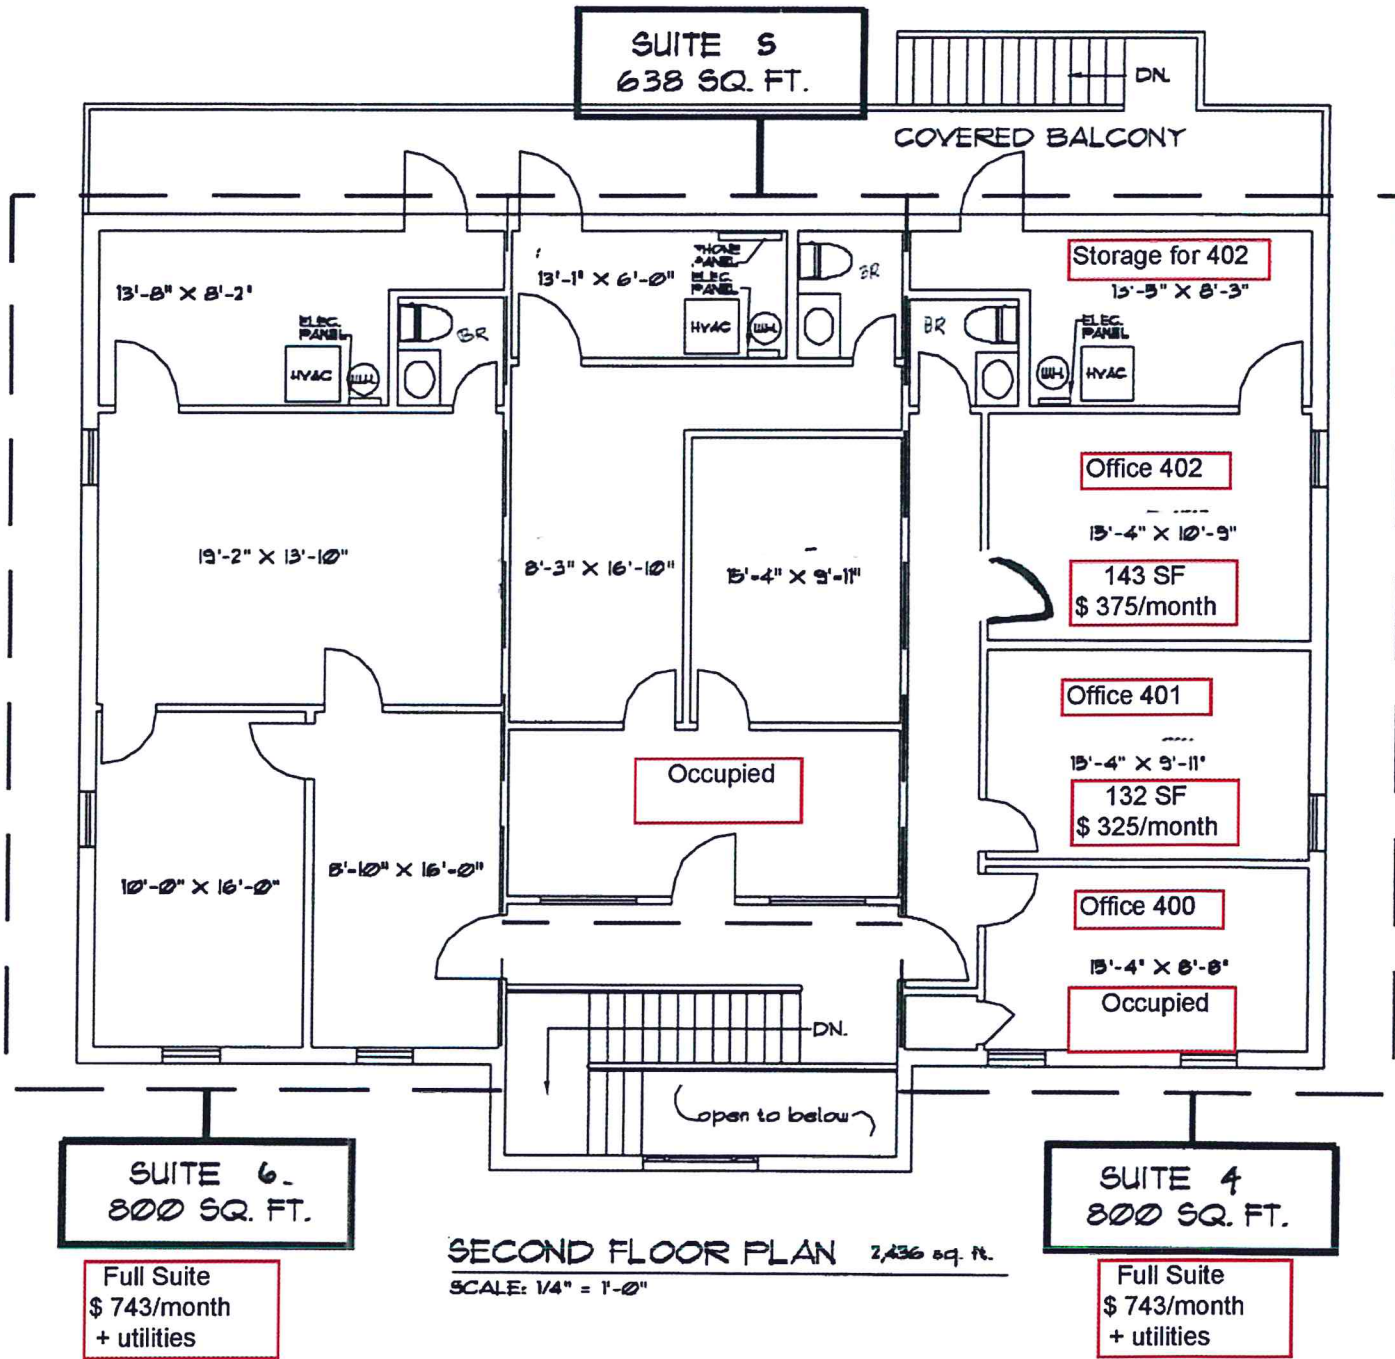 SUITE 5
638 SQ. FT.
DN.
COVERED BALCONY
Storage for 402
13'-5" X 8'-3"
13'-8" X 8'-2"
13'-1" X 6'-0"
PHONE
PANEL
ELEC.
PANEL
HVAC
WH
BR
ELEC.
PANEL
HVAC
WH
BR
BR
ELEC.
PANEL
WH
HVAC
Office 402
13'-4" X 10'-9"
143 SF
$ 375/month
19'-2" X 13'-10"
8'-3" X 16'-10"
15'-4" X 9'-11"
Office 401
13'-4" X 9'-11"
132 SF
$ 325/month
Occupied
10'-0" X 16'-0"
8'-10" X 16'-0"
Office 400
13'-4" X 8'-8"
Occupied
DN.
open to below
SUITE 6
800 SQ. FT.
Full Suite
$ 743/month
+ utilities
SECOND FLOOR PLAN 2,436 sq. ft.
SCALE: 1/4" = 1'-0"
SUITE 4
800 SQ. FT.
Full Suite
$ 743/month
+ utilities